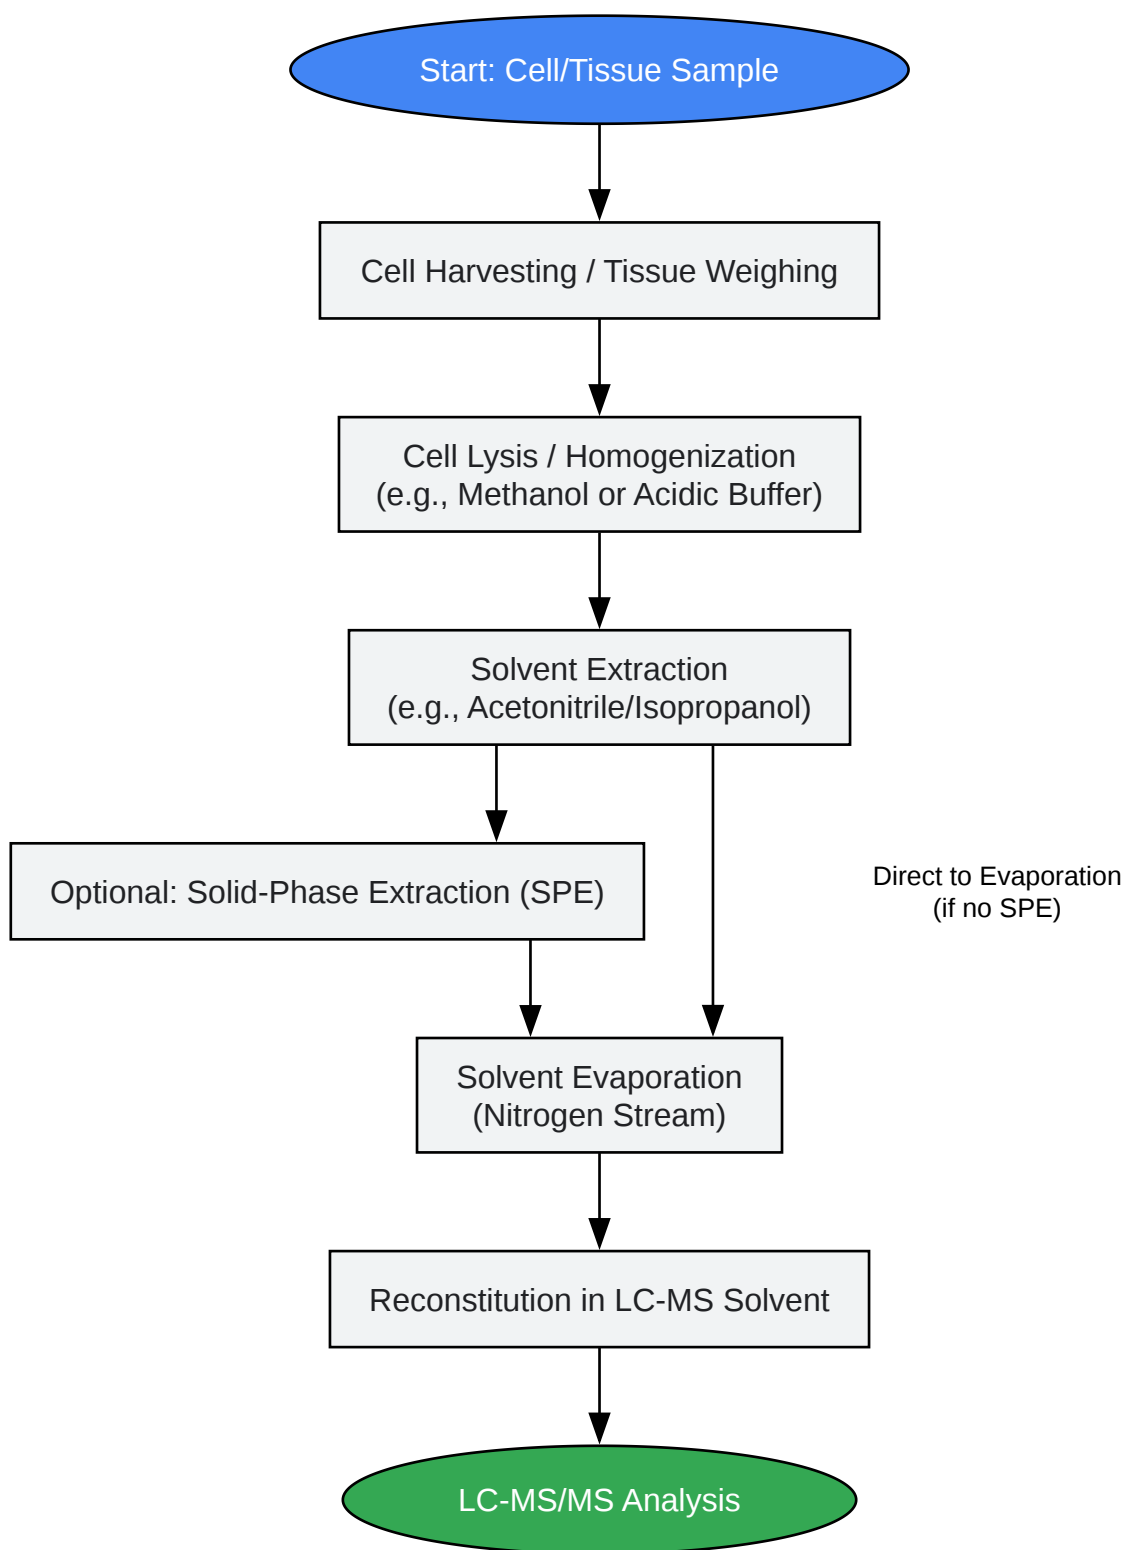 Start: Cell/Tissue Sample
Cell Harvesting / Tissue Weighing
Cell Lysis / Homogenization
(e.g., Methanol or Acidic Buffer)
Solvent Extraction
(e.g., Acetonitrile/Isopropanol)
Optional: Solid-Phase Extraction (SPE)
Direct to Evaporation
(if no SPE)
Solvent Evaporation
(Nitrogen Stream)
Reconstitution in LC-MS Solvent
LC-MS/MS Analysis